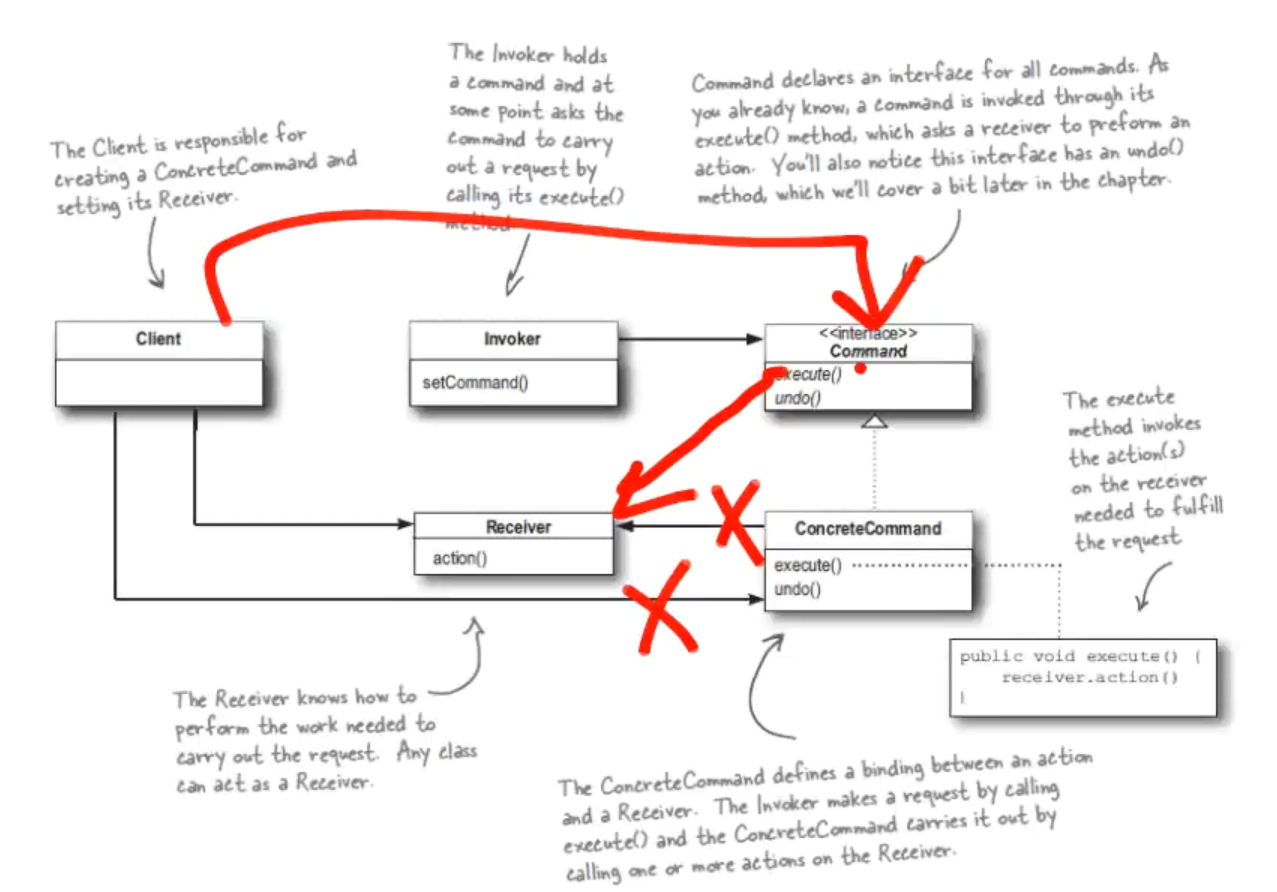 The Invoker holds
a command and at
some point asks the
command to carry
out a request by
calling its execute()
method.
Command declares an interface for all commands. As
you already know, a command is invoked through its
execute() method, which asks a receiver to preform an
action. You'll also notice this interface has an undo()
method, which we'll cover a bit later in the chapter.
The Client is responsible for
creating a ConcreteCommand and
setting its Receiver.
Client
Invoker
setCommand()
<<interface>>
Command
execute()
undo()
The execute
method invokes
the action(s)
on the receiver
needed to fulfill
the request
Receiver
action()
ConcreteCommand
execute()
undo()
public void execute() {
receiver.action()
}
The Receiver knows how to
perform the work needed to
carry out the request. Any class
can act as a Receiver.
The ConcreteCommand defines a binding between an action
and a Receiver. The Invoker makes a request by calling
execute() and the ConcreteCommand carries it out by
calling one or more actions on the Receiver.